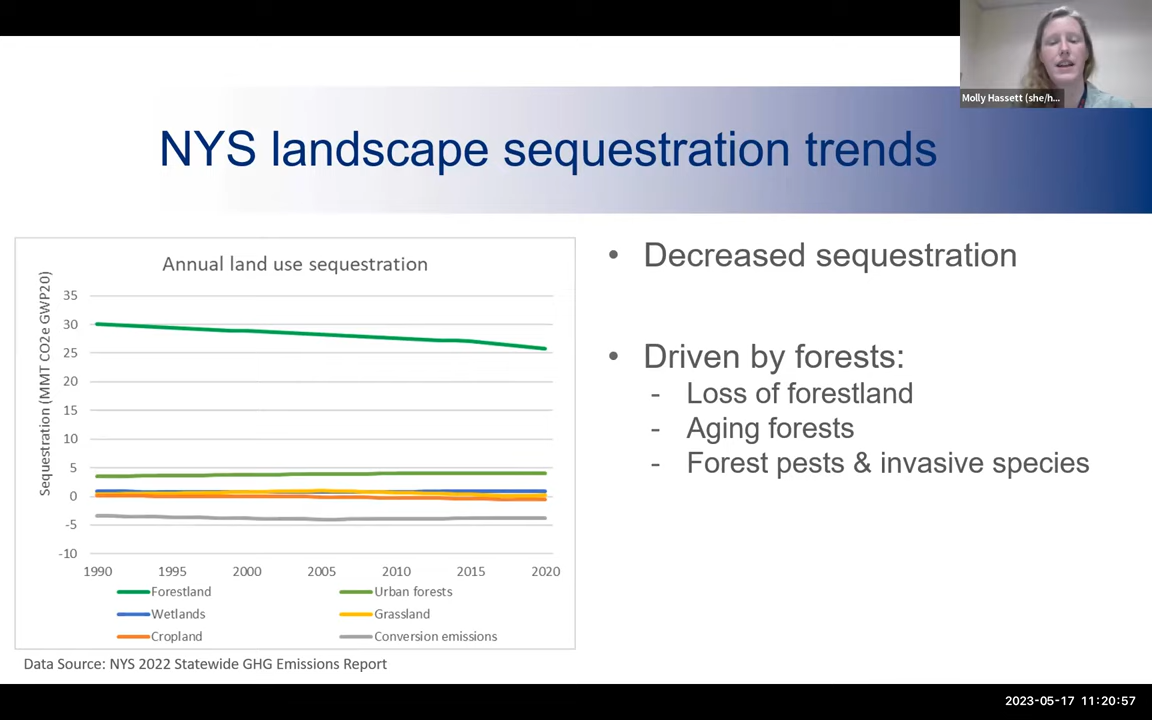 Molly Hassett (she/h...
NYS landscape sequestration trends
Annual land use sequestration
Sequestration (MMT CO2e GWP20)
35
30
25
20
15
10
5
0
-5
-10
1990 1995 2000 2005 2010 2015 2020
Forestland Urban forests
Wetlands Grassland
Cropland Conversion emissions
Data Source: NYS 2022 Statewide GHG Emissions Report
• Decreased sequestration
• Driven by forests:
- Loss of forestland
- Aging forests
- Forest pests & invasive species
2023-05-17 11:20:57